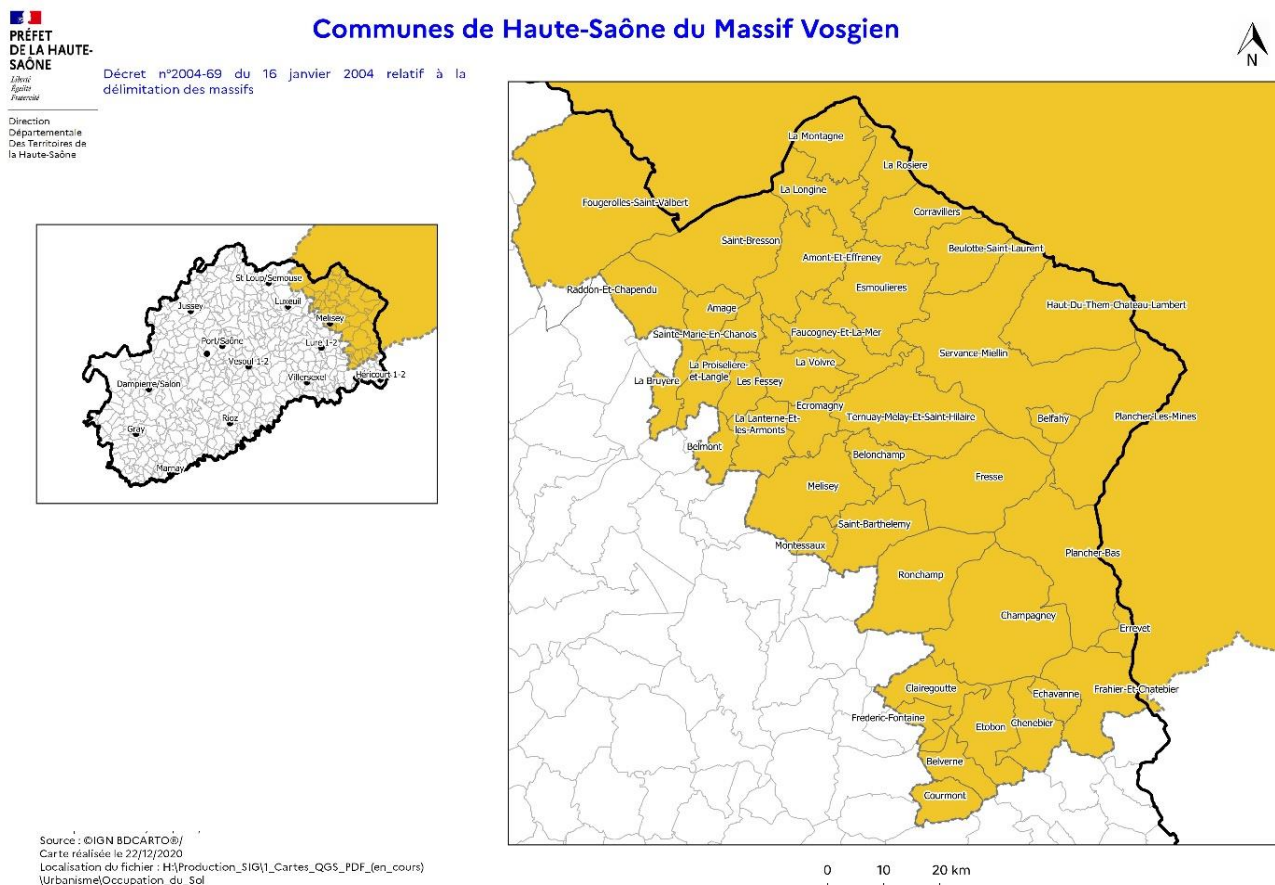 PRÉFET
DE LA HAUTE-
SAÔNE
Liberté
Égalité
Fraternité
Direction
Départementale
Des Territoires de
la Haute-Saône
Communes de Haute-Saône du Massif Vosgien
Décret n°2004-69 du 16 janvier 2004 relatif à la
délimitation des massifs
N
St Loup/Semouse
Jussey
Luxeuil
Melisey
Port/Saône
Lure 1-2
Vesoul 1-2
Dampierre/Salon
Villersexel
Héricourt 1-2
Rioz
Gray
Marnay
La Montagne
La Rosiere
La Longine
Fougerolles-Saint-Valbert
Corravillers
Saint-Bresson
Beulotte-Saint-Laurent
Amont-Et-Effreney
Esmoulieres
Raddon-Et-Chapendu
Haut-Du-Them-Chateau-Lambert
Amage
Sainte-Marie-En-Chanois
Faucogney-Et-La-Mer
Servance-Miellin
La Voivre
La Proiselière-
et-Langle
La Bruyere
Les Fessey
Ecromagny
Ternuay-Melay-Et-Saint-Hilaire
Belfahy
Plancher-Les-Mines
La Lanterne-Et-
les-Armonts
Belmont
Belonchamp
Melisey
Fresse
Saint-Barthelemy
Montessaux
Plancher-Bas
Ronchamp
Champagney
Errevet
Clairegoutte
Echavanne
Frahier-Et-Chatebier
Frederic-Fontaine
Etobon
Chenebier
Belverne
Courmont
Source : ©IGN BDCARTO®/
Carte réalisée le 22/12/2020
Localisation du fichier : H:\Production_SIG\1_Cartes_QGS_PDF_(en_cours)
\Urbanisme\Occupation_du_Sol
0 10 20 km